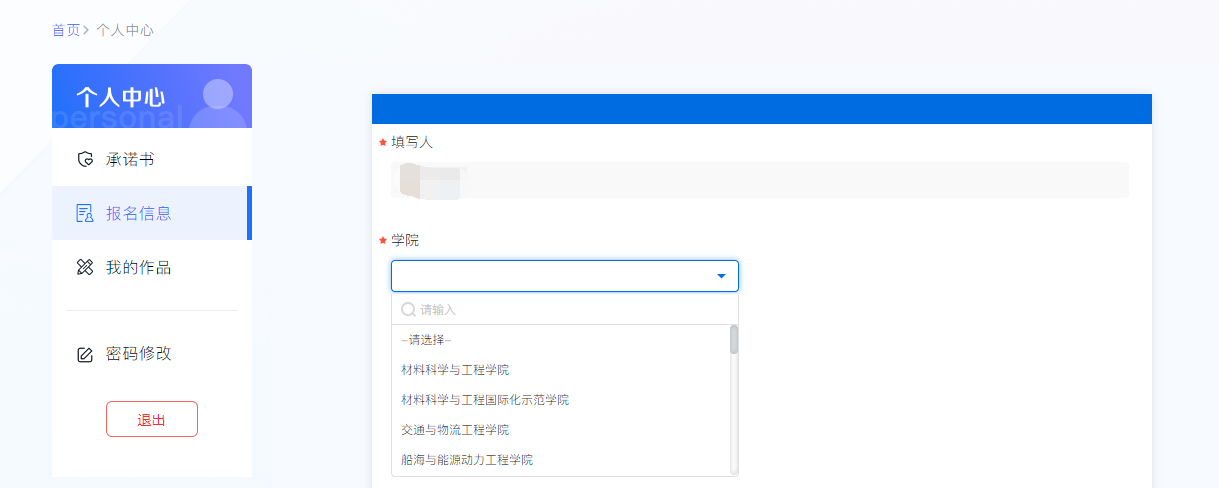 首页> 个人中心
个人中心
personal
承诺书
报名信息
我的作品
密码修改
退出
* 填写人
* 学院
请输入
--请选择--
材料科学与工程学院
材料科学与工程国际化示范学院
交通与物流工程学院
船海与能源动力工程学院